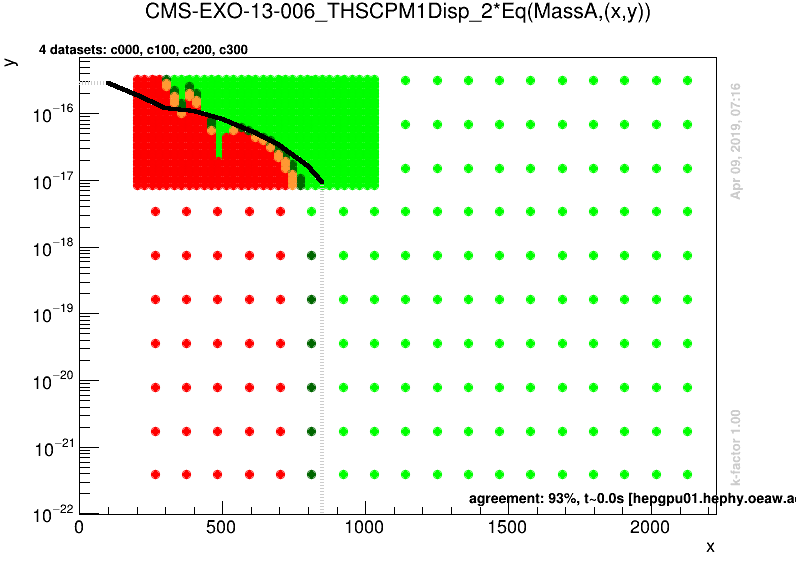 CMS-EXO-13-006_THSCPM1Disp_2*Eq(MassA,(x,y))
4 datasets: c000, c100, c200, c300
y
10−16
10−17
10−18
10−19
10−20
10−21
10−22
0 500 1000 1500 2000
x
agreement: 93%, t~0.0s [hepgpu01.hephy.oeaw.a
Apr 09, 2019, 07:16
k-factor 1.00